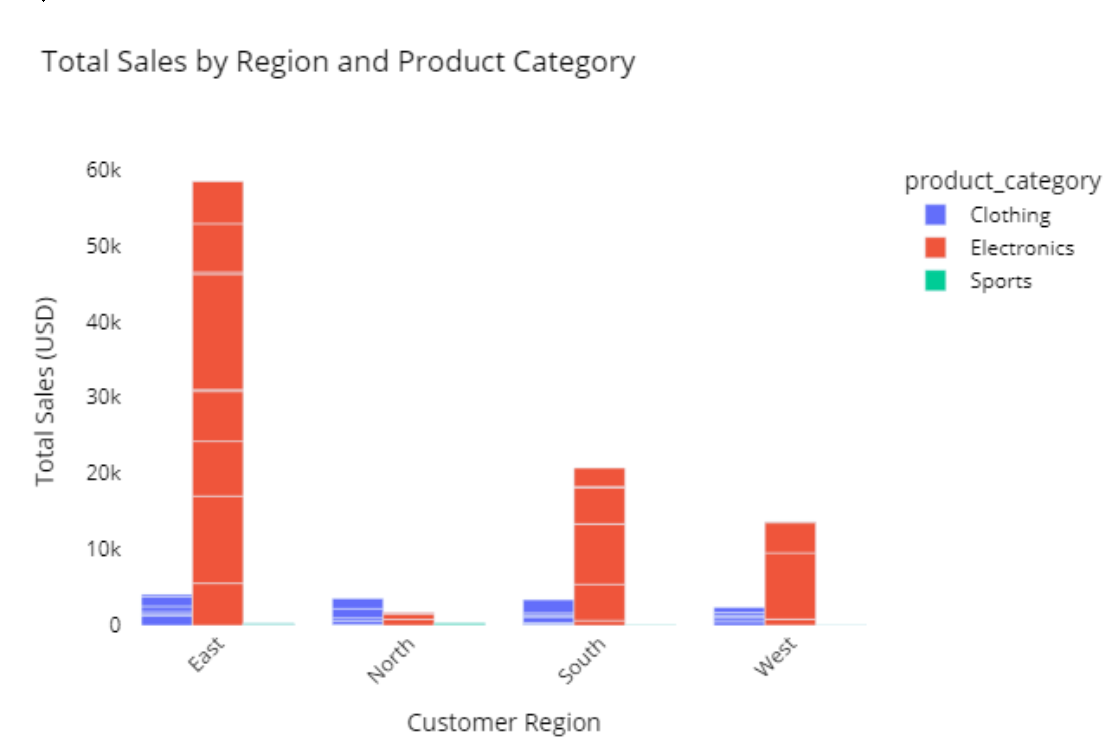 Total Sales by Region and Product Category
60k
50k
40k
30k
20k
10k
0
Total Sales (USD)
East
North
South
West
Customer Region
product_category
Clothing
Electronics
Sports